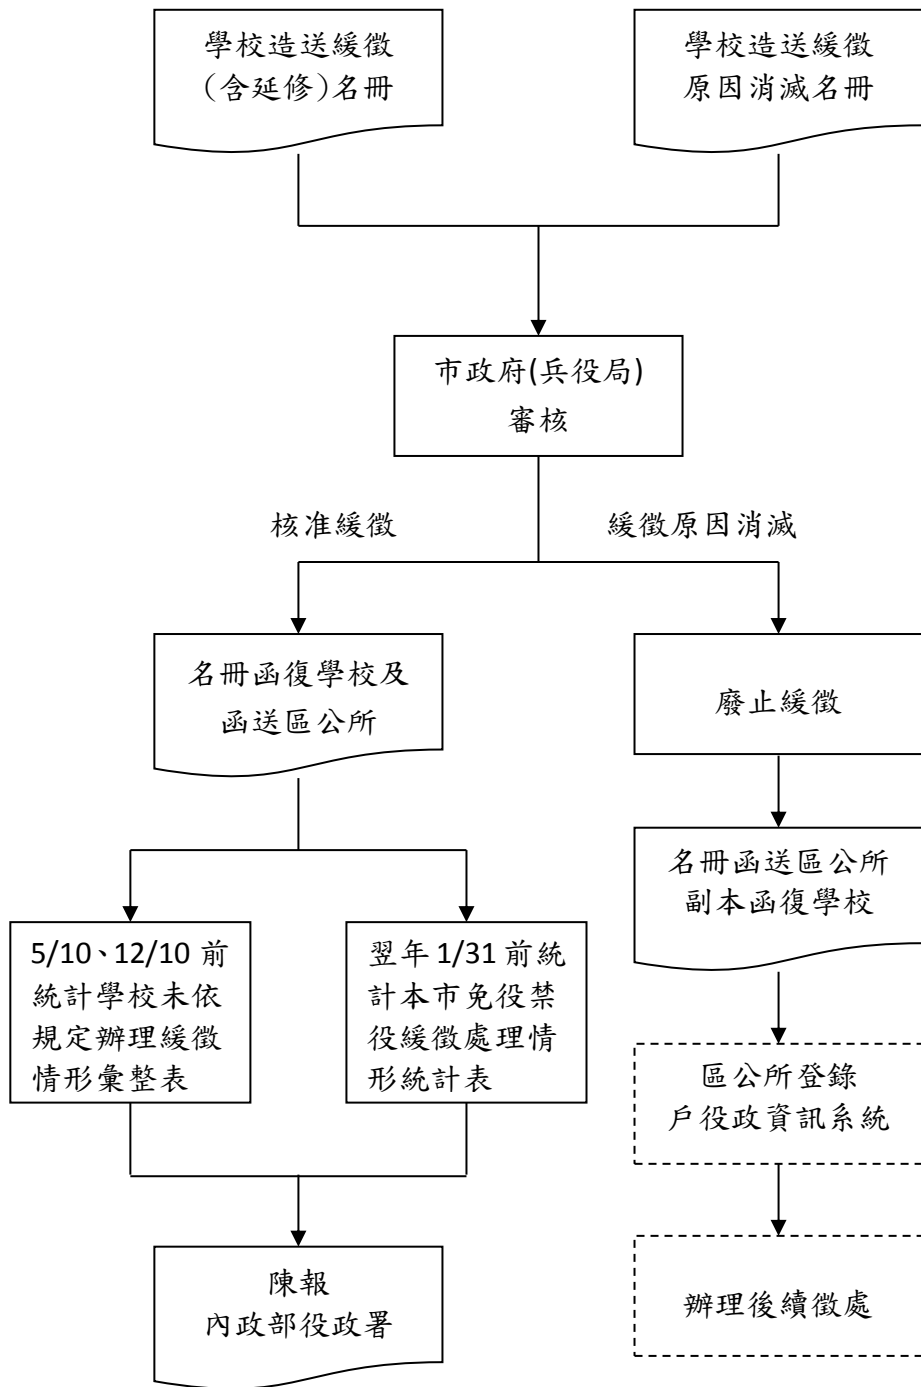 學校造送緩徵
(含延修)名冊
學校造送緩徵
原因消滅名冊
市政府(兵役局)
審核
核准緩徵
緩徵原因消滅
名冊函復學校及
函送區公所
廢止緩徵
名冊函送區公所
副本函復學校
5/10、12/10 前
統計學校未依
規定辦理緩徵
情形彙整表
翌年 1/31 前統
計本市免役禁
役緩徵處理情
形統計表
區公所登錄
戶役政資訊系統
陳報
內政部役政署
辦理後續徵處